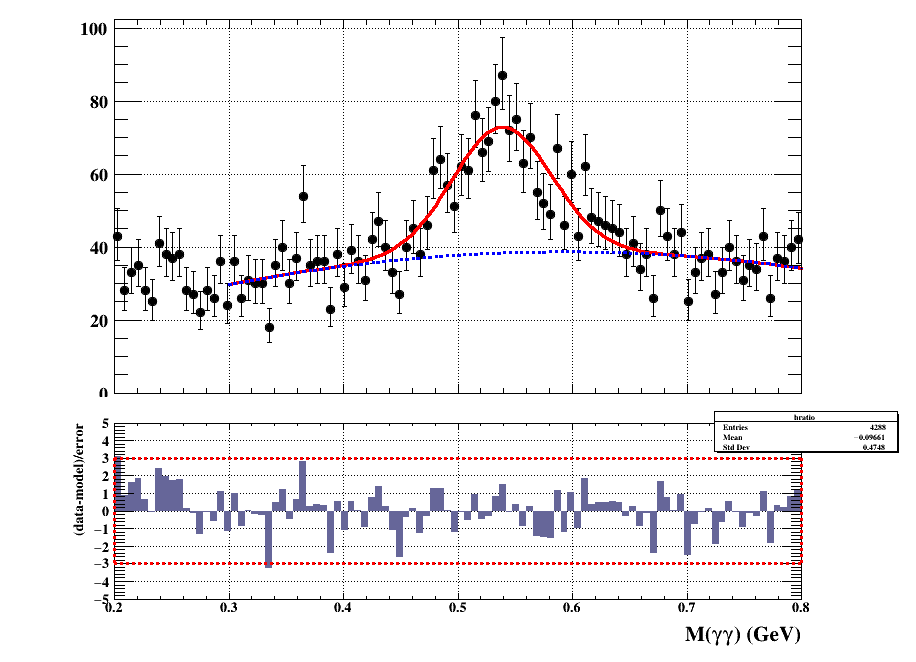 100
80
60
40
20
0
hratio
Entries 4288
Mean −0.09661
Std Dev 0.4748
(data-model)/error
5
4
3
2
1
0
−1
−2
−3
−4
−5
0.2 0.3 0.4 0.5 0.6 0.7 0.8
M(γγ) (GeV)